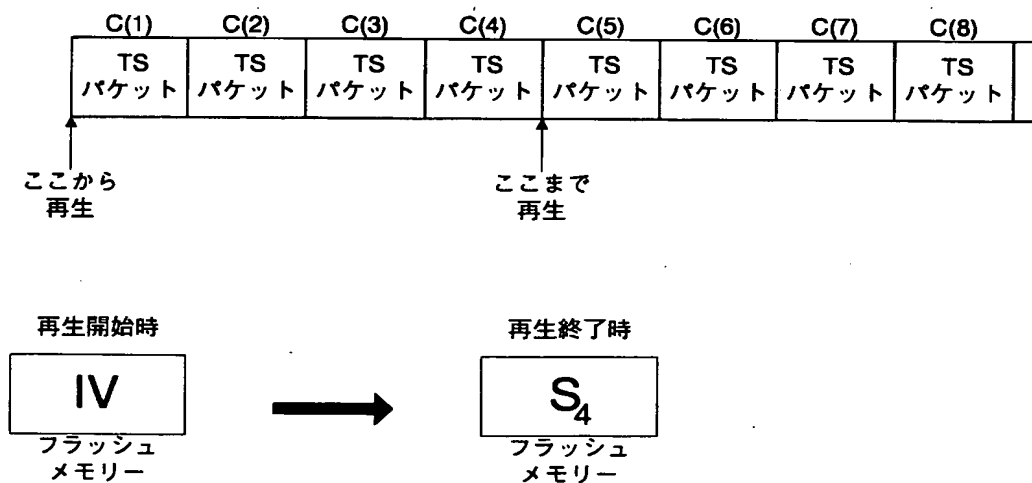 C(1) C(2) C(3) C(4) C(5) C(6) C(7) C(8)
TS TS TS TS TS TS TS TS
パケット パケット パケット パケット パケット パケット パケット パケット
ここから ここまで
再生 再生
再生開始時 再生終了時
IV S₄
フラッシュ フラッシュ
メモリー メモリー